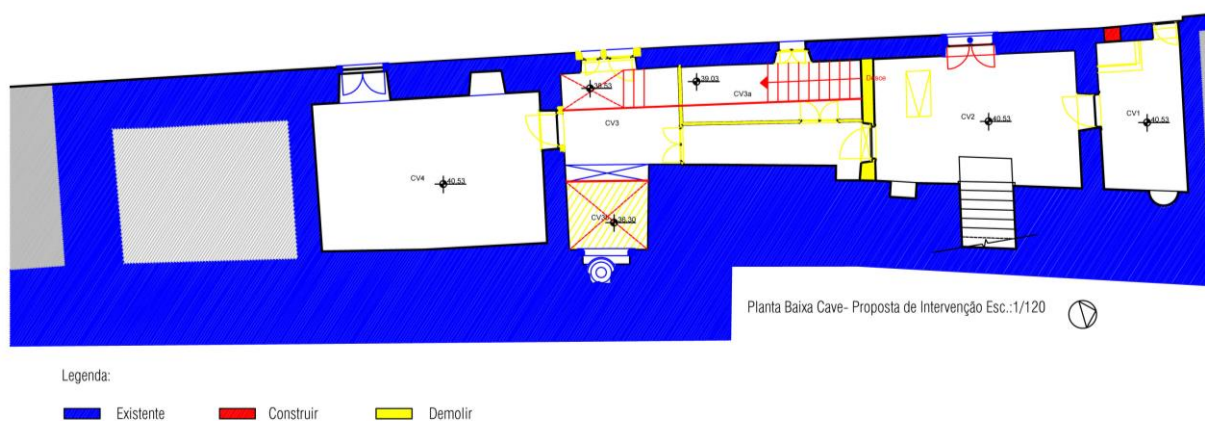 39.03
38.53
Desce
CV3a
CV3
CV2
40.53
CV1
40.53
CV4
40.53
38.30
Planta Baixa Cave- Proposta de Intervenção Esc.:1/120
Legenda:
Existente
Construir
Demolir